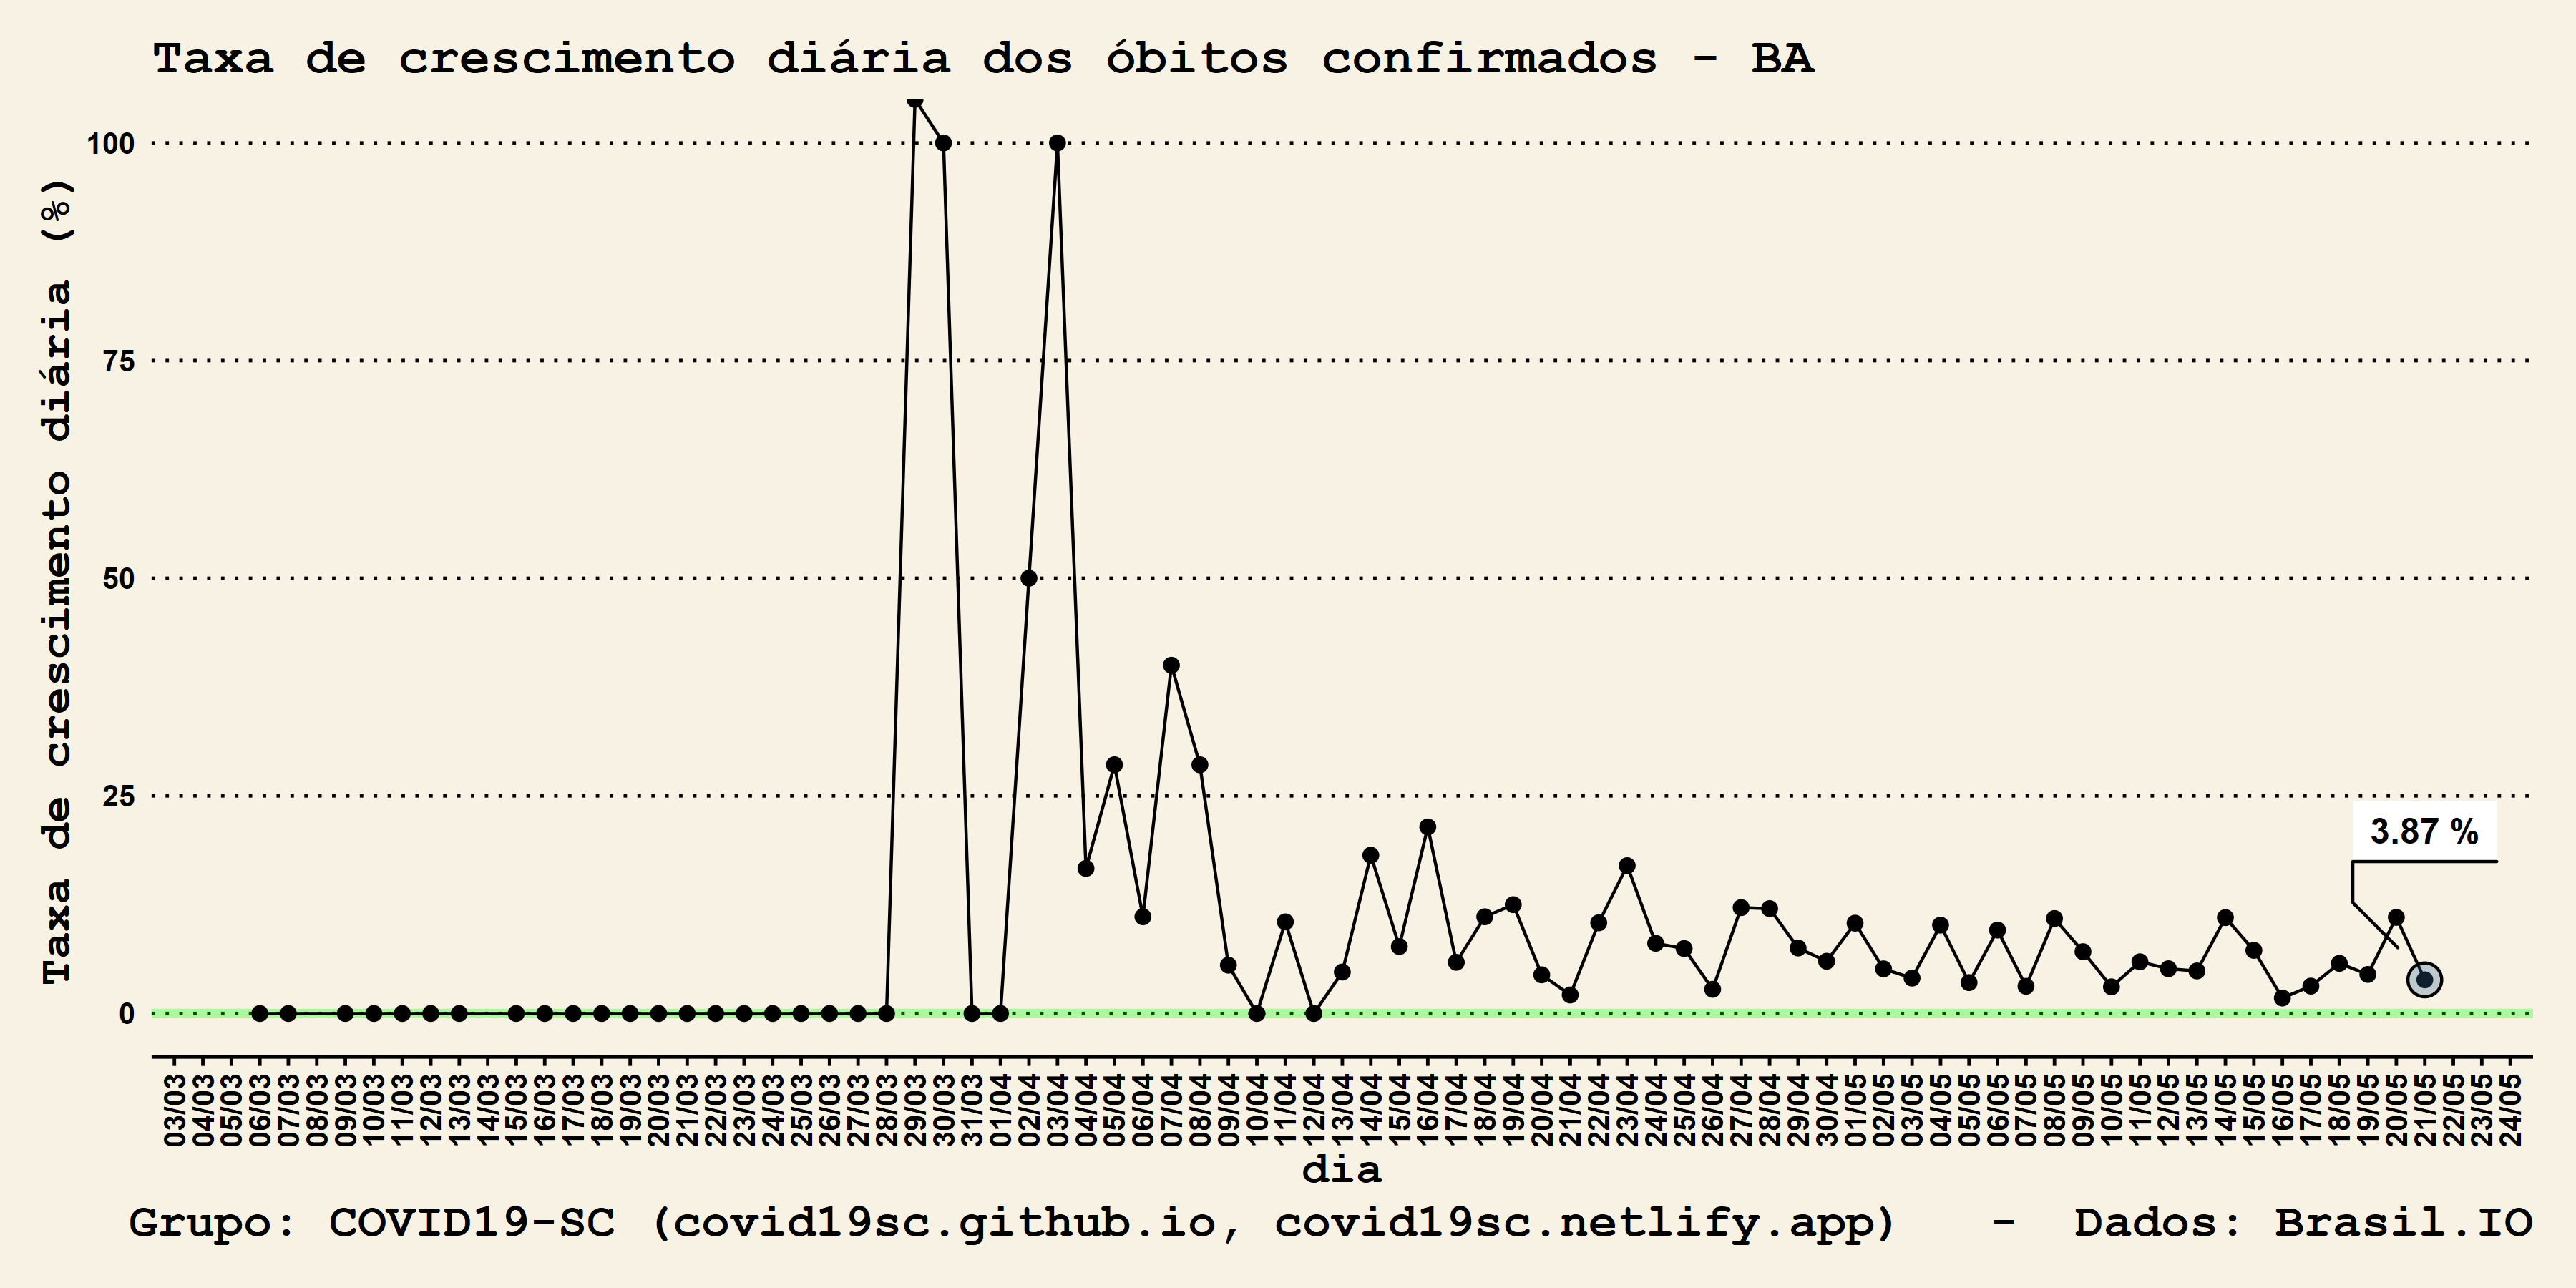 Taxa de crescimento diária dos óbitos confirmados - BA
Taxa de crescimento diária (%)
100
75
50
25
0
3.87 %
03/03 04/03 05/03 06/03 07/03 08/03 09/03 10/03 11/03 12/03 13/03 14/03 15/03 16/03 17/03 18/03 19/03 20/03 21/03 22/03 23/03 24/03 25/03 26/03 27/03 28/03 29/03 30/03 31/03 01/04 02/04 03/04 04/04 05/04 06/04 07/04 08/04 09/04 10/04 11/04 12/04 13/04 14/04 15/04 16/04 17/04 18/04 19/04 20/04 21/04 22/04 23/04 24/04 25/04 26/04 27/04 28/04 29/04 30/04 01/05 02/05 03/05 04/05 05/05 06/05 07/05 08/05 09/05 10/05 11/05 12/05 13/05 14/05 15/05 16/05 17/05 18/05 19/05 20/05 21/05 22/05 23/05 24/05
dia
Grupo: COVID19-SC (covid19sc.github.io, covid19sc.netlify.app) - Dados: Brasil.IO